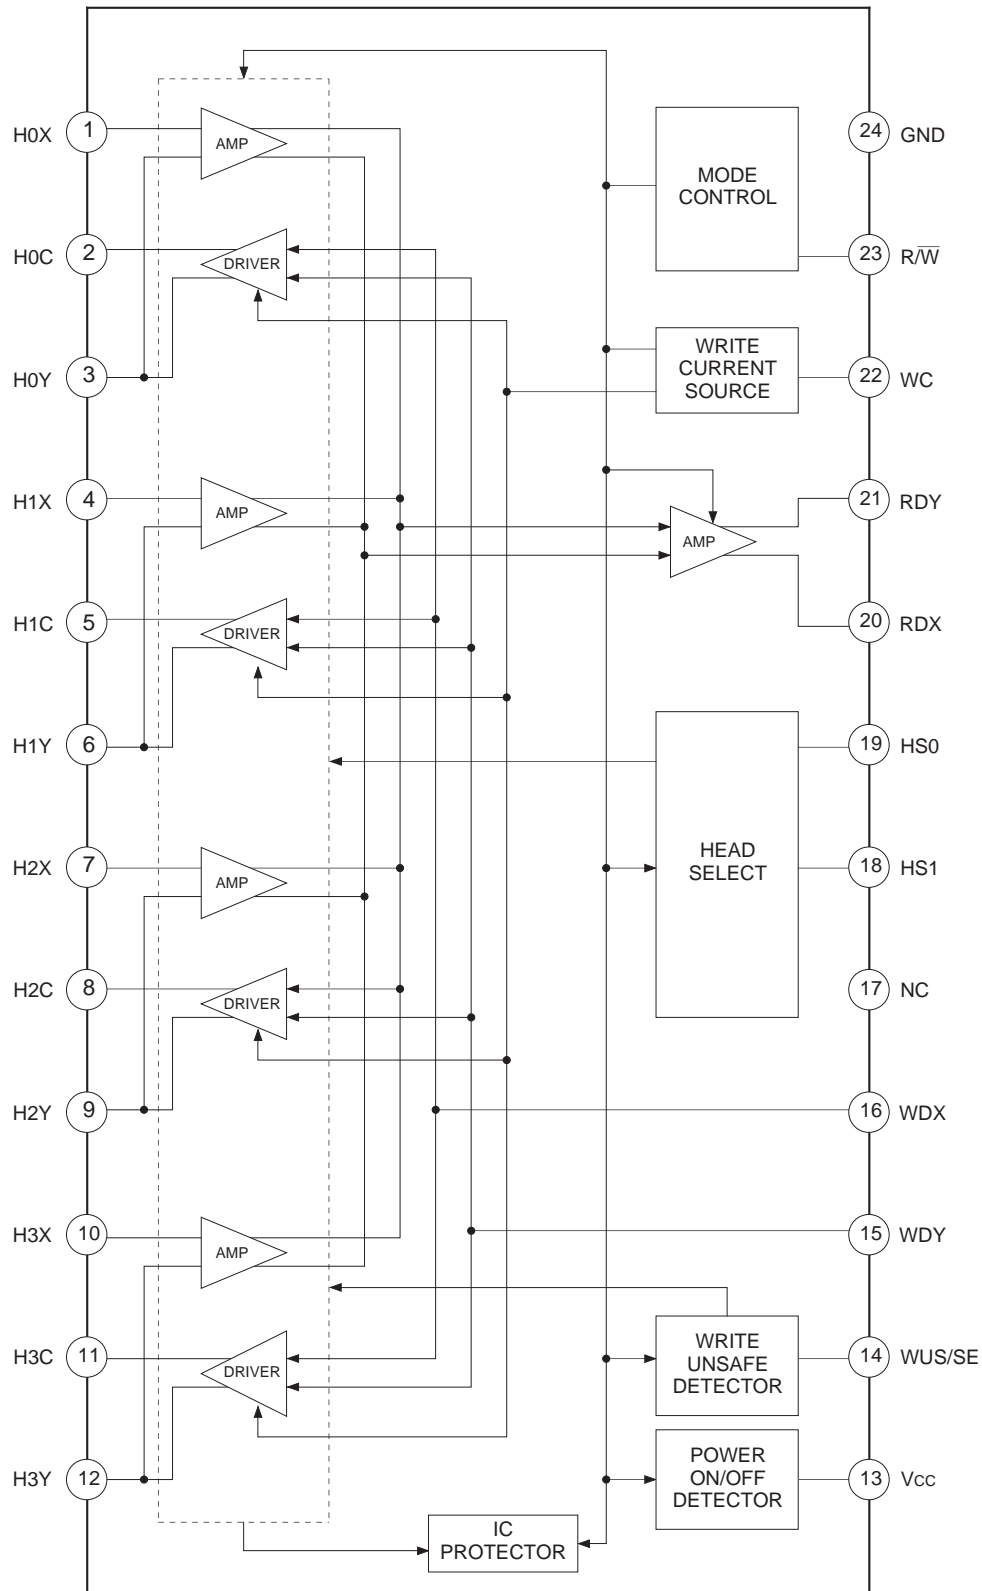 H0X 1
AMP
H0C 2
DRIVER
H0Y 3
H1X 4
AMP
H1C 5
DRIVER
H1Y 6
H2X 7
AMP
H2C 8
DRIVER
H2Y 9
H3X 10
AMP
H3C 11
DRIVER
H3Y 12
IC
PROTECTOR
MODE
CONTROL
WRITE
CURRENT
SOURCE
AMP
HEAD
SELECT
WRITE
UNSAFE
DETECTOR
POWER
ON/OFF
DETECTOR
24 GND
23 R/W̅
22 WC
21 RDY
20 RDX
19 HS0
18 HS1
17 NC
16 WDX
15 WDY
14 WUS/SE
13 Vcc